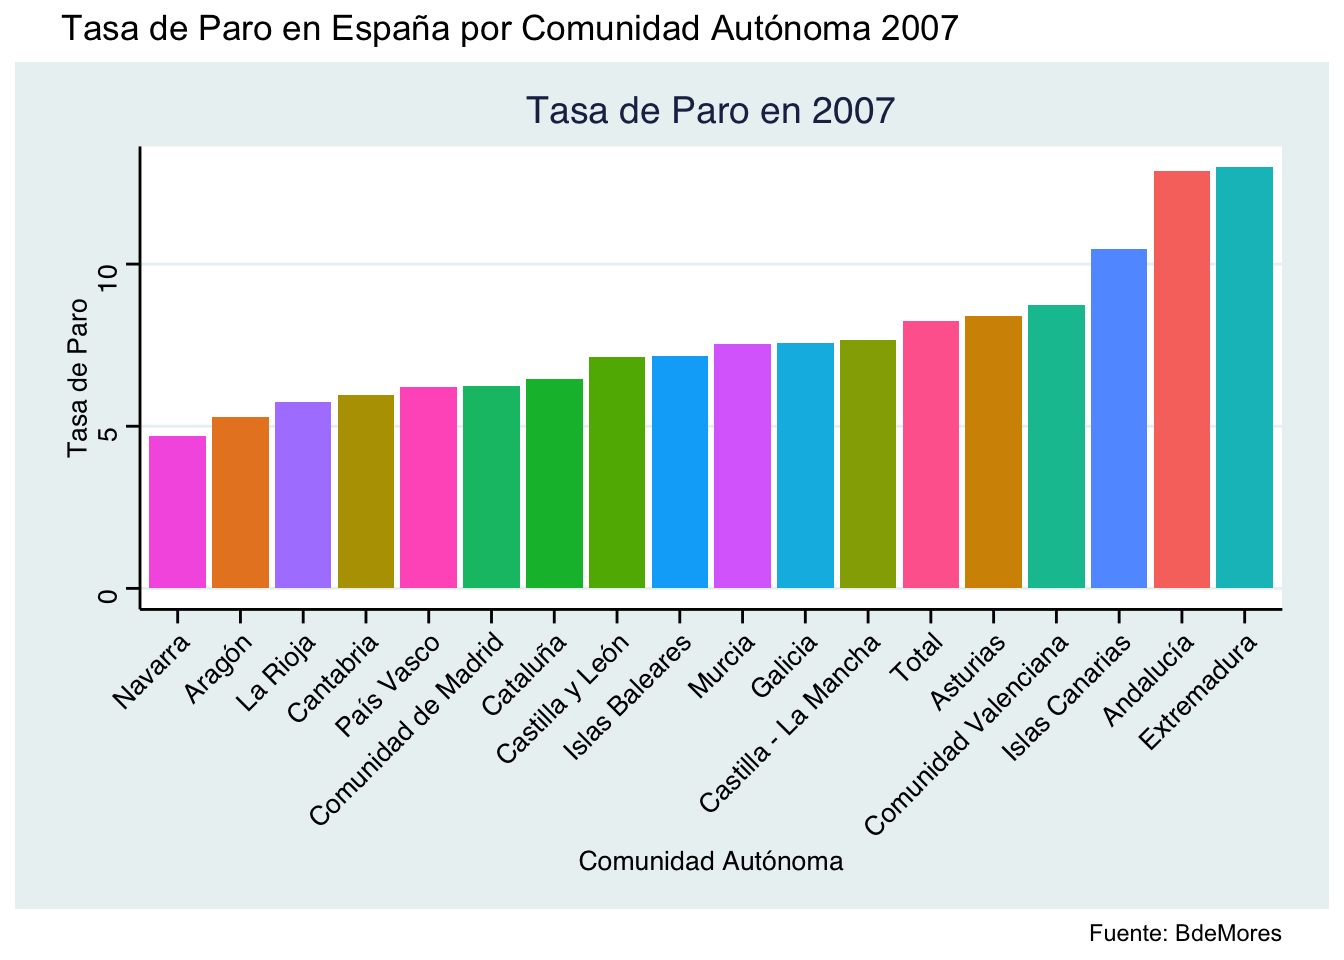 Tasa de Paro en España por Comunidad Autónoma 2007
Tasa de Paro en 2007
Tasa de Paro
10
5
0
Navarra
Aragón
La Rioja
Cantabria
País Vasco
Comunidad de Madrid
Cataluña
Castilla y León
Islas Baleares
Murcia
Galicia
Castilla - La Mancha
Total
Asturias
Comunidad Valenciana
Islas Canarias
Andalucía
Extremadura
Comunidad Autónoma
Fuente: BdeMores